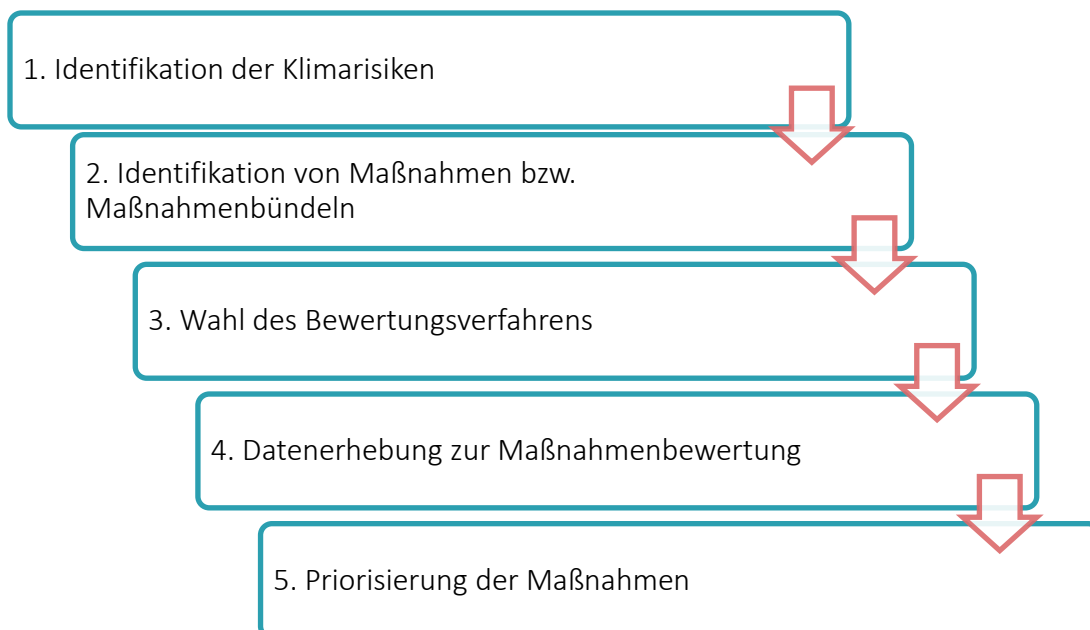 1. Identifikation der Klimarisiken
2. Identifikation von Maßnahmen bzw.
Maßnahmenbündeln
3. Wahl des Bewertungsverfahrens
4. Datenerhebung zur Maßnahmenbewertung
5. Priorisierung der Maßnahmen